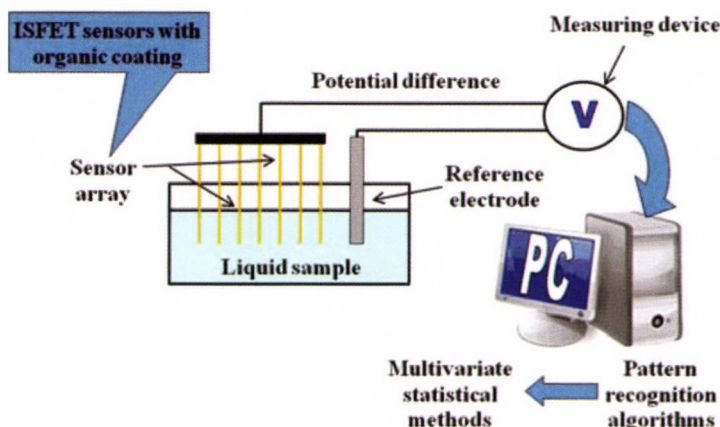 ISFET sensors with
organic coating
Measuring device
Potential difference
V
Sensor
array
Reference
electrode
Liquid sample
PC
Multivariate
statistical
methods
Pattern
recognition
algorithms